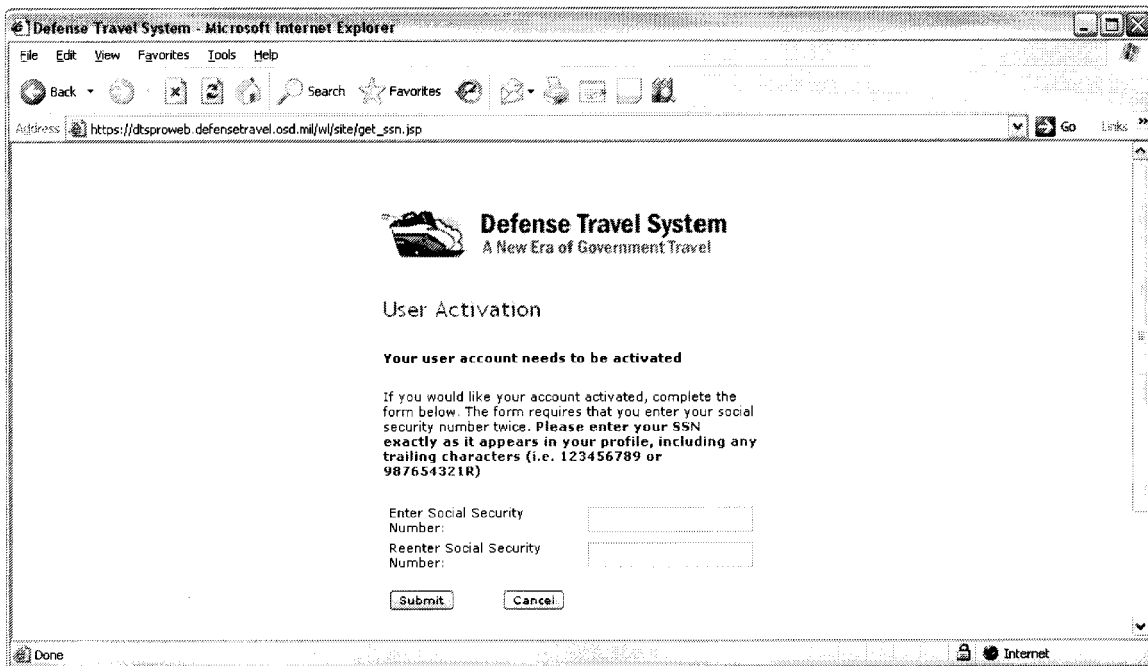 Defense Travel System - Microsoft Internet Explorer
File Edit View Favorites Tools Help
Back Search Favorites
Address https://dtsproweb.defensetravel.osd.mil/wl/site/get_ssn.jsp Go Links »
Defense Travel System
A New Era of Government Travel
User Activation
Your user account needs to be activated
If you would like your account activated, complete the
form below. The form requires that you enter your social
security number twice. Please enter your SSN
exactly as it appears in your profile, including any
trailing characters (i.e. 123456789 or
987654321R)
Enter Social Security
Number:
Reenter Social Security
Number:
Submit Cancel
Done Internet